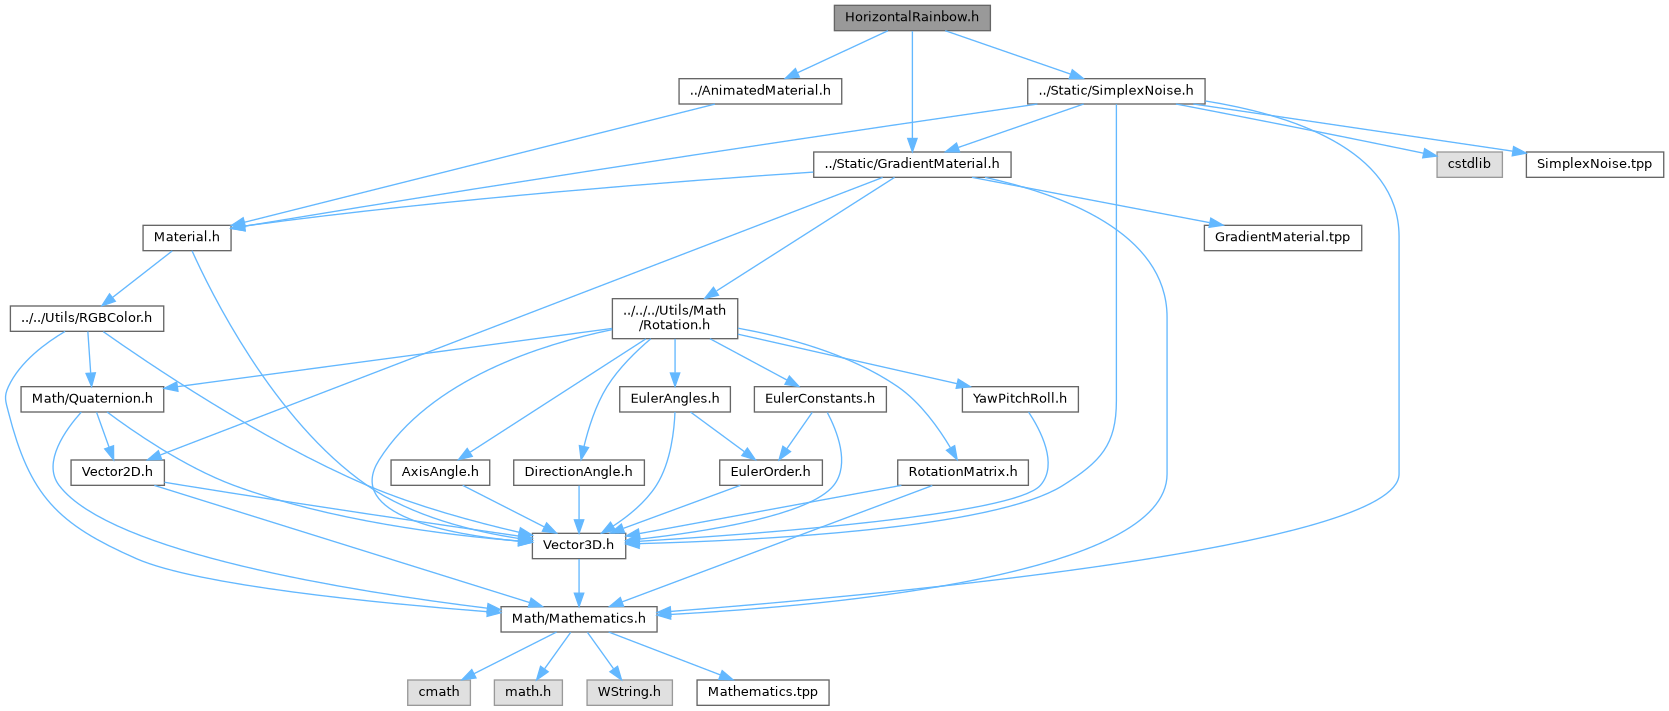 HorizontalRainbow.h
../AnimatedMaterial.h
../Static/SimplexNoise.h
../Static/GradientMaterial.h
cstdlib
SimplexNoise.tpp
Material.h
GradientMaterial.tpp
../../Utils/RGBColor.h
../../../Utils/Math
/Rotation.h
Math/Quaternion.h
EulerAngles.h
EulerConstants.h
YawPitchRoll.h
Vector2D.h
AxisAngle.h
DirectionAngle.h
EulerOrder.h
RotationMatrix.h
Vector3D.h
Math/Mathematics.h
cmath
math.h
WString.h
Mathematics.tpp